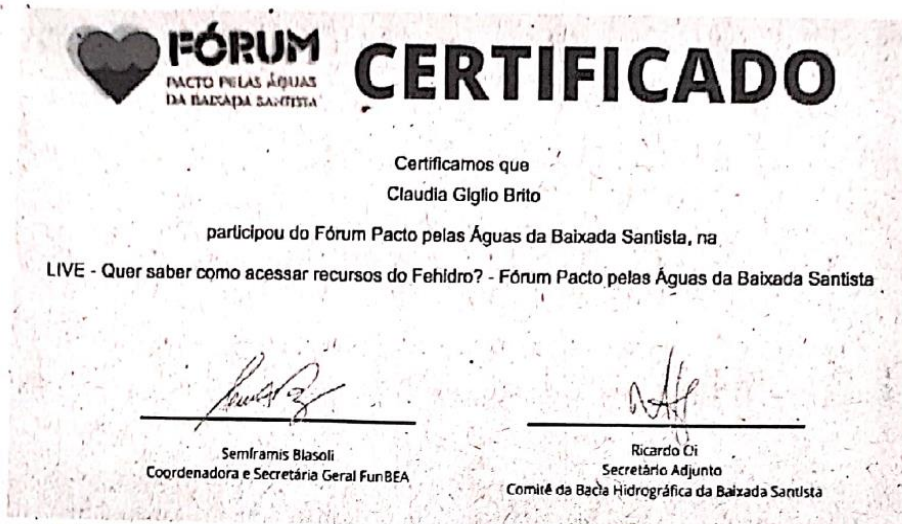 FÓRUM
PACTO PELAS ÁGUAS
DA BAIXADA SANTISTA
CERTIFICADO
Certificamos que
Claudia Giglio Brito
participou do Fórum Pacto pelas Águas da Baixada Santista, na
LIVE - Quer saber como acessar recursos do Fehidro? - Fórum Pacto pelas Águas da Baixada Santista
Semíramis Biasoli
Coordenadora e Secretária Geral FunBEA
Ricardo
Secretário Adjunto
Comitê da Bacia Hidrográfica da Baixada Santista